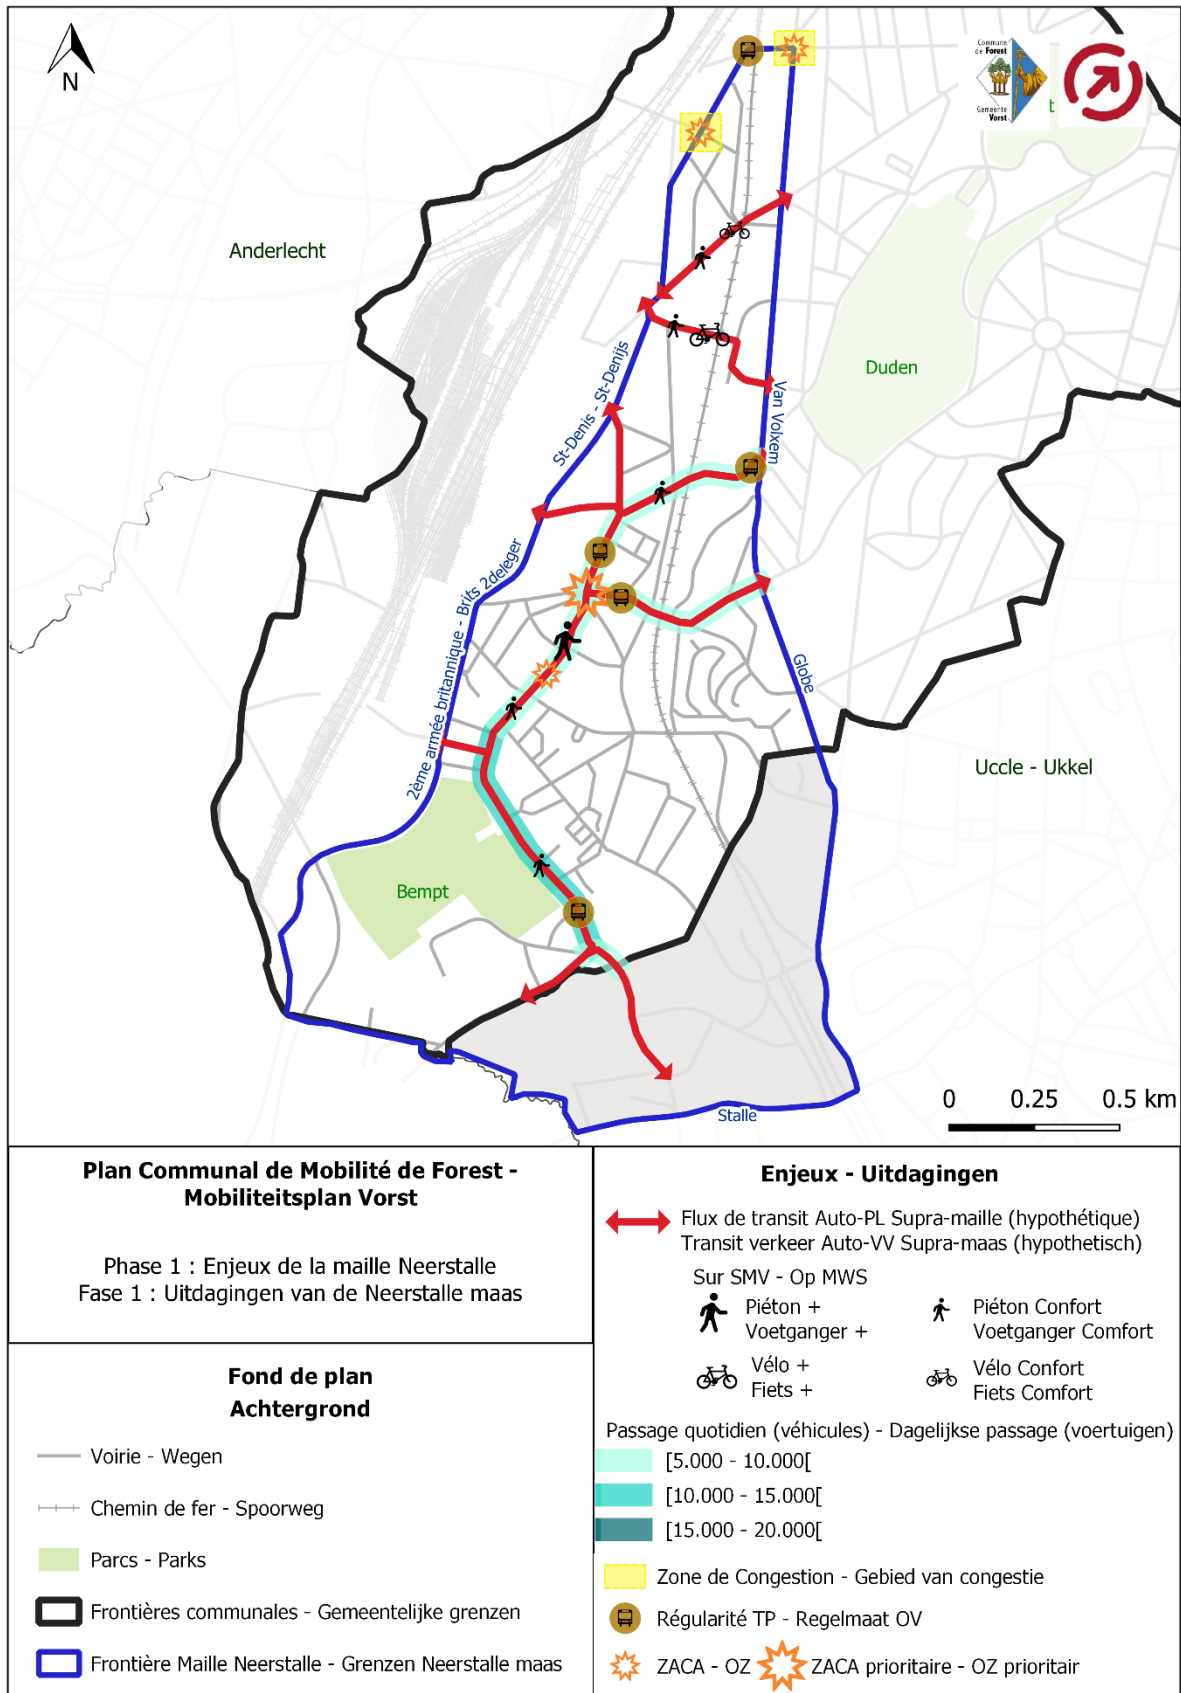 N
Commune
de Forest
Gemeente
Vorst
t
Anderlecht
Duden
St-Denis - St-Denijs
Van Volxem
2ème armée britannique - Brits 2deleger
Globe
Uccle - Ukkel
Bempt
Stalle
0 0.25 0.5 km
Plan Communal de Mobilité de Forest -
Mobiliteitsplan Vorst
Phase 1 : Enjeux de la maille Neerstalle
Fase 1 : Uitdagingen van de Neerstalle maas
Fond de plan
Achtergrond
Voirie - Wegen
Chemin de fer - Spoorweg
Parcs - Parks
Frontières communales - Gemeentelijke grenzen
Frontière Maille Neerstalle - Grenzen Neerstalle maas
Enjeux - Uitdagingen
Flux de transit Auto-PL Supra-maille (hypothétique)
Transit verkeer Auto-VV Supra-maas (hypothetisch)
Sur SMV - Op MWS
Piéton +
Voetganger +
Piéton Confort
Voetganger Comfort
Vélo +
Fiets +
Vélo Confort
Fiets Comfort
Passage quotidien (véhicules) - Dagelijkse passage (voertuigen)
[5.000 - 10.000[
[10.000 - 15.000[
[15.000 - 20.000[
Zone de Congestion - Gebied van congestie
Régularité TP - Regelmaat OV
ZACA - OZ
ZACA prioritaire - OZ prioritair